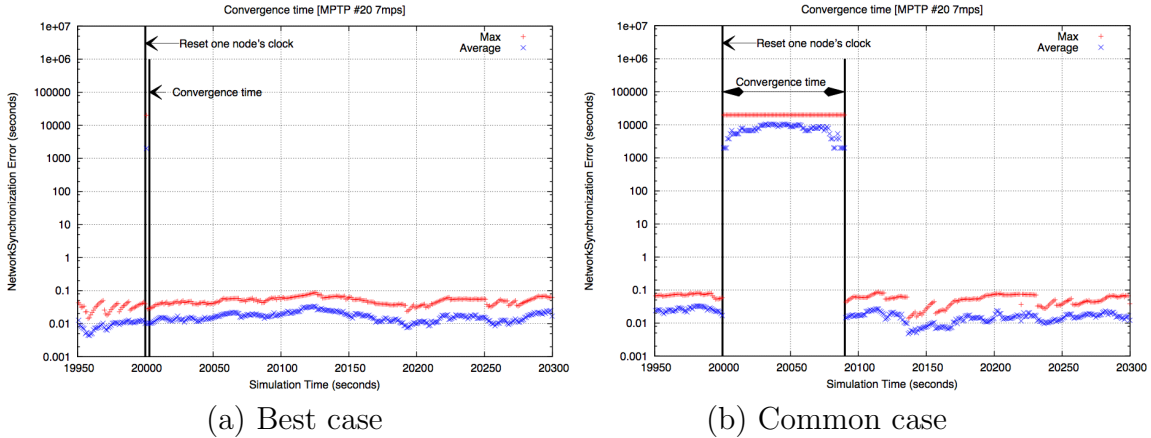 Convergence time [MPTP #20 7mps]
1e+07
1e+06
100000
10000
1000
100
10
1
0.1
0.01
0.001
NetworkSynchronization Error (seconds)
Reset one node's clock
Convergence time
Max
Average
19950
20000
20050
20100
20150
20200
20250
20300
Simulation Time (seconds)
(a) Best case
Convergence time [MPTP #20 7mps]
1e+07
1e+06
100000
10000
1000
100
10
1
0.1
0.01
0.001
NetworkSynchronization Error (seconds)
Reset one node's clock
Convergence time
Max
Average
19950
20000
20050
20100
20150
20200
20250
20300
Simulation Time (seconds)
(b) Common case